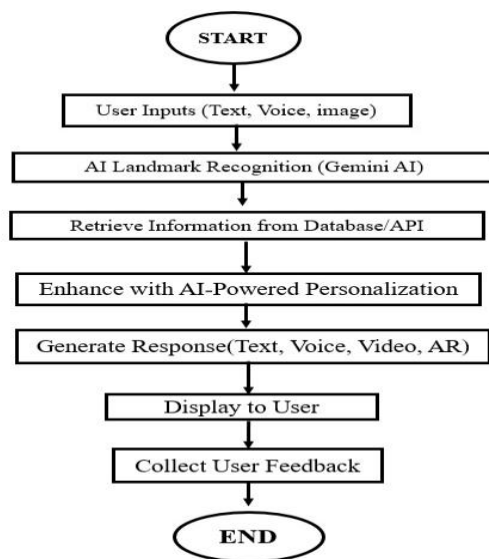 START
User Inputs (Text, Voice, image)
AI Landmark Recognition (Gemini AI)
Retrieve Information from Database/API
Enhance with AI-Powered Personalization
Generate Response(Text, Voice, Video, AR)
Display to User
Collect User Feedback
END